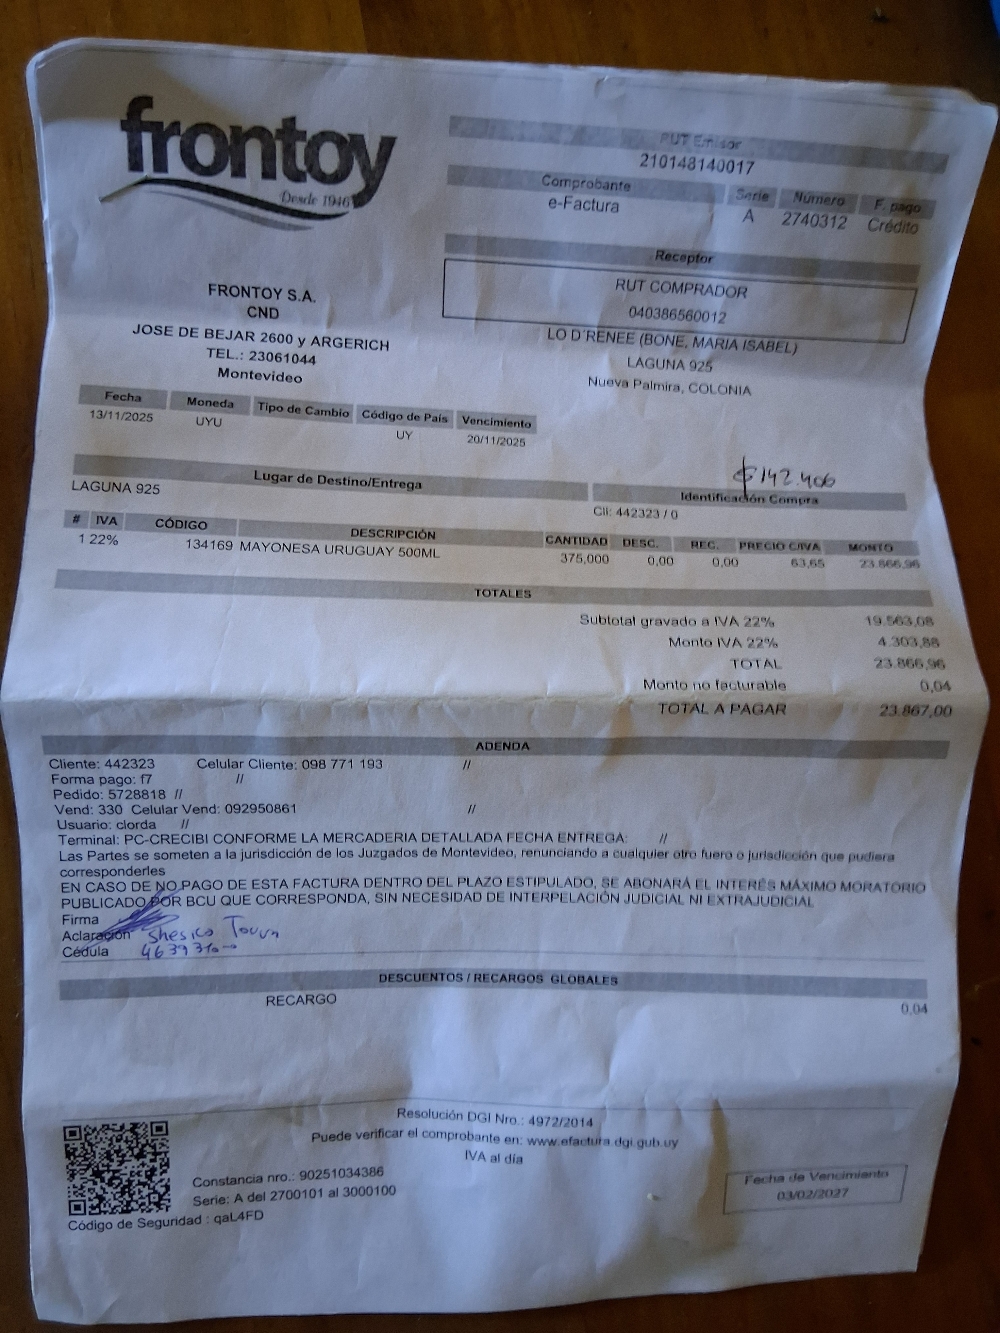 frontoy
Desde 1946
RUT Emisor
210148140017
Comprobante Serie Número F. pago
e-Factura A 2740312 Crédito
Receptor
RUT COMPRADOR
040386560012
LO D´RENEE (BONE, MARIA ISABEL)
LAGUNA 925
Nueva Palmira, COLONIA
FRONTOY S.A.
CND
JOSE DE BEJAR 2600 y ARGERICH
TEL.: 23061044
Montevideo
Fecha Moneda Tipo de Cambio Código de País Vencimiento
13/11/2025 UYU UY 20/11/2025
$142.406
Lugar de Destino/Entrega Identificación Compra
LAGUNA 925 Cli: 442323 / 0
# IVA CÓDIGO DESCRIPCIÓN CANTIDAD DESC. REC. PRECIO C/IVA MONTO
1 22% 134169 MAYONESA URUGUAY 500ML 375,000 0,00 0,00 63,65 23.866,96
TOTALES
Subtotal gravado a IVA 22% 19.563,08
Monto IVA 22% 4.303,88
TOTAL 23.866,96
Monto no facturable 0,04
TOTAL A PAGAR 23.867,00
ADENDA
Cliente: 442323 Celular Cliente: 098 771 193 //
Forma pago: f7 //
Pedido: 5728818 //
Vend: 330 Celular Vend: 092950861 //
Usuario: clorda //
Terminal: PC-CRECIBI CONFORME LA MERCADERIA DETALLADA FECHA ENTREGA: //
Las Partes se someten a la jurisdicción de los Juzgados de Montevideo, renunciando a cualquier otro fuero o jurisdicción que pudiera
corresponderles
EN CASO DE NO PAGO DE ESTA FACTURA DENTRO DEL PLAZO ESTIPULADO, SE ABONARÁ EL INTERÉS MÁXIMO MORATORIO
PUBLICADO POR BCU QUE CORRESPONDA, SIN NECESIDAD DE INTERPELACIÓN JUDICIAL NI EXTRAJUDICIAL
Firma
Aclaración
Cédula
DESCUENTOS / RECARGOS GLOBALES
RECARGO 0,04
Resolución DGI Nro.: 4972/2014
Puede verificar el comprobante en: www.efactura.dgi.gub.uy
IVA al día
Constancia nro.: 90251034386
Serie: A del 2700101 al 3000100
Código de Seguridad : qaL4FD
Fecha de Vencimiento
03/02/2027